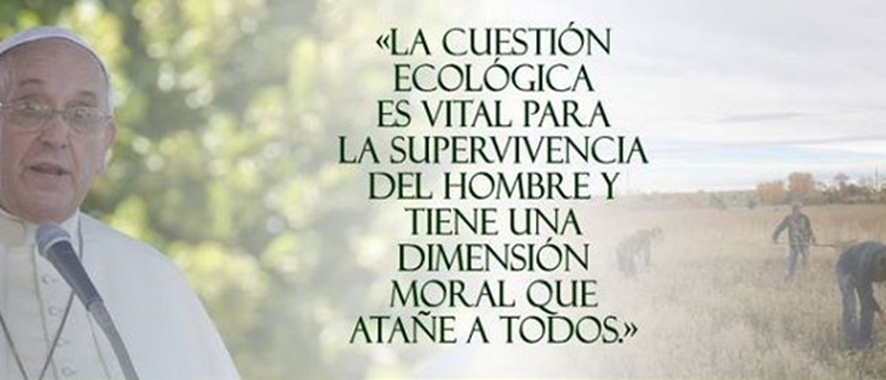 «LA CUESTIÓN
ECOLÓGICA
ES VITAL PARA
LA SUPERVIVENCIA
DEL HOMBRE Y
TIENE UNA
DIMENSIÓN
MORAL QUE
ATAÑE A TODOS.»